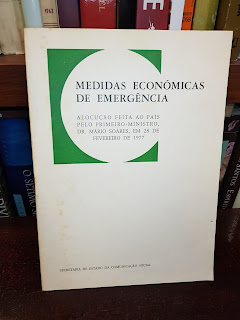 MEDIDAS ECONÓMICAS
DE EMERGÊNCIA
ALOCUÇÃO FEITA AO PAÍS
PELO PRIMEIRO-MINISTRO,
DR. MÁRIO SOARES, EM 28 DE
FEVEREIRO DE 1977
SECRETARIA DE ESTADO DA COMUNICAÇÃO SOCIAL